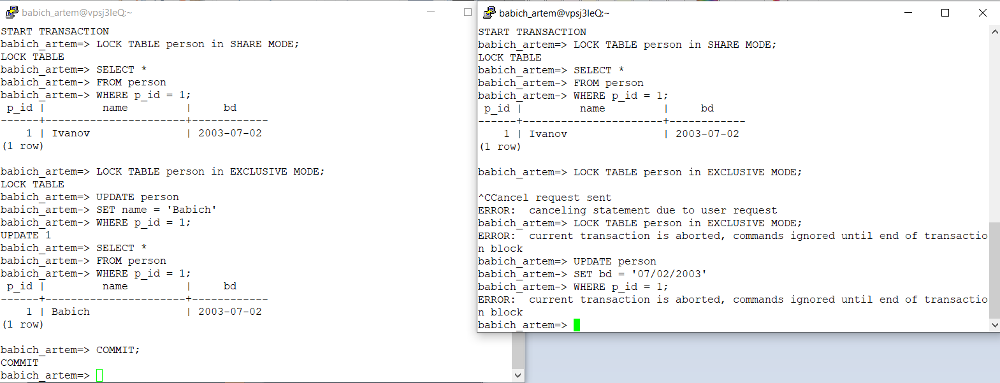 babich_artem@vpsj3IeQ:~
START TRANSACTION
babich_artem=> LOCK TABLE person in SHARE MODE;
LOCK TABLE
babich_artem=> SELECT *
babich_artem-> FROM person
babich_artem-> WHERE p_id = 1;
p_id | name | bd
------+----------------------+------------
1 | Ivanov | 2003-07-02
(1 row)
babich_artem=> LOCK TABLE person in EXCLUSIVE MODE;
LOCK TABLE
babich_artem=> UPDATE person
babich_artem-> SET name = 'Babich'
babich_artem-> WHERE p_id = 1;
UPDATE 1
babich_artem=> SELECT *
babich_artem-> FROM person
babich_artem-> WHERE p_id = 1;
p_id | name | bd
------+----------------------+------------
1 | Babich | 2003-07-02
(1 row)
babich_artem=> COMMIT;
COMMIT
babich_artem=>
babich_artem@vpsj3IeQ:~
START TRANSACTION
babich_artem=> LOCK TABLE person in SHARE MODE;
LOCK TABLE
babich_artem=> SELECT *
babich_artem-> FROM person
babich_artem-> WHERE p_id = 1;
p_id | name | bd
------+----------------------+------------
1 | Ivanov | 2003-07-02
(1 row)
babich_artem=> LOCK TABLE person in EXCLUSIVE MODE;
^CCancel request sent
ERROR:  canceling statement due to user request
babich_artem=> LOCK TABLE person in EXCLUSIVE MODE;
ERROR:  current transaction is aborted, commands ignored until end of transactio
n block
babich_artem=> UPDATE person
babich_artem-> SET bd = '07/02/2003'
babich_artem-> WHERE p_id = 1;
ERROR:  current transaction is aborted, commands ignored until end of transactio
n block
babich_artem=>